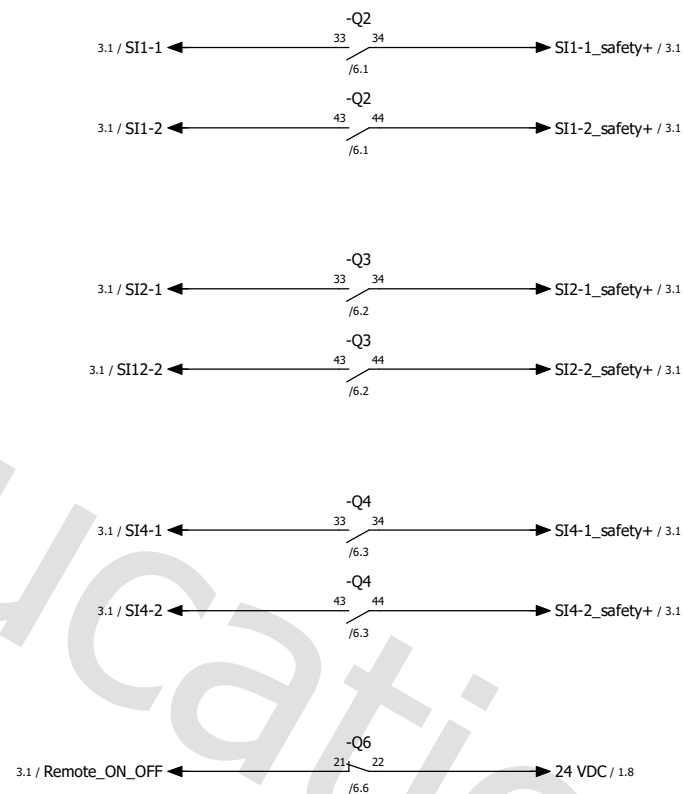 -Q2
3.1 / SI1-1 33 34 SI1-1_safety+ / 3.1
/6.1
-Q2
3.1 / SI1-2 43 44 SI1-2_safety+ / 3.1
/6.1
-Q3
3.1 / SI2-1 33 34 SI2-1_safety+ / 3.1
/6.2
-Q3
3.1 / SI12-2 43 44 SI2-2_safety+ / 3.1
/6.2
-Q4
3.1 / SI4-1 33 34 SI4-1_safety+ / 3.1
/6.3
-Q4
3.1 / SI4-2 43 44 SI4-2_safety+ / 3.1
/6.3
-Q6
3.1 / Remote_ON_OFF 21 22 24 VDC / 1.8
/6.6